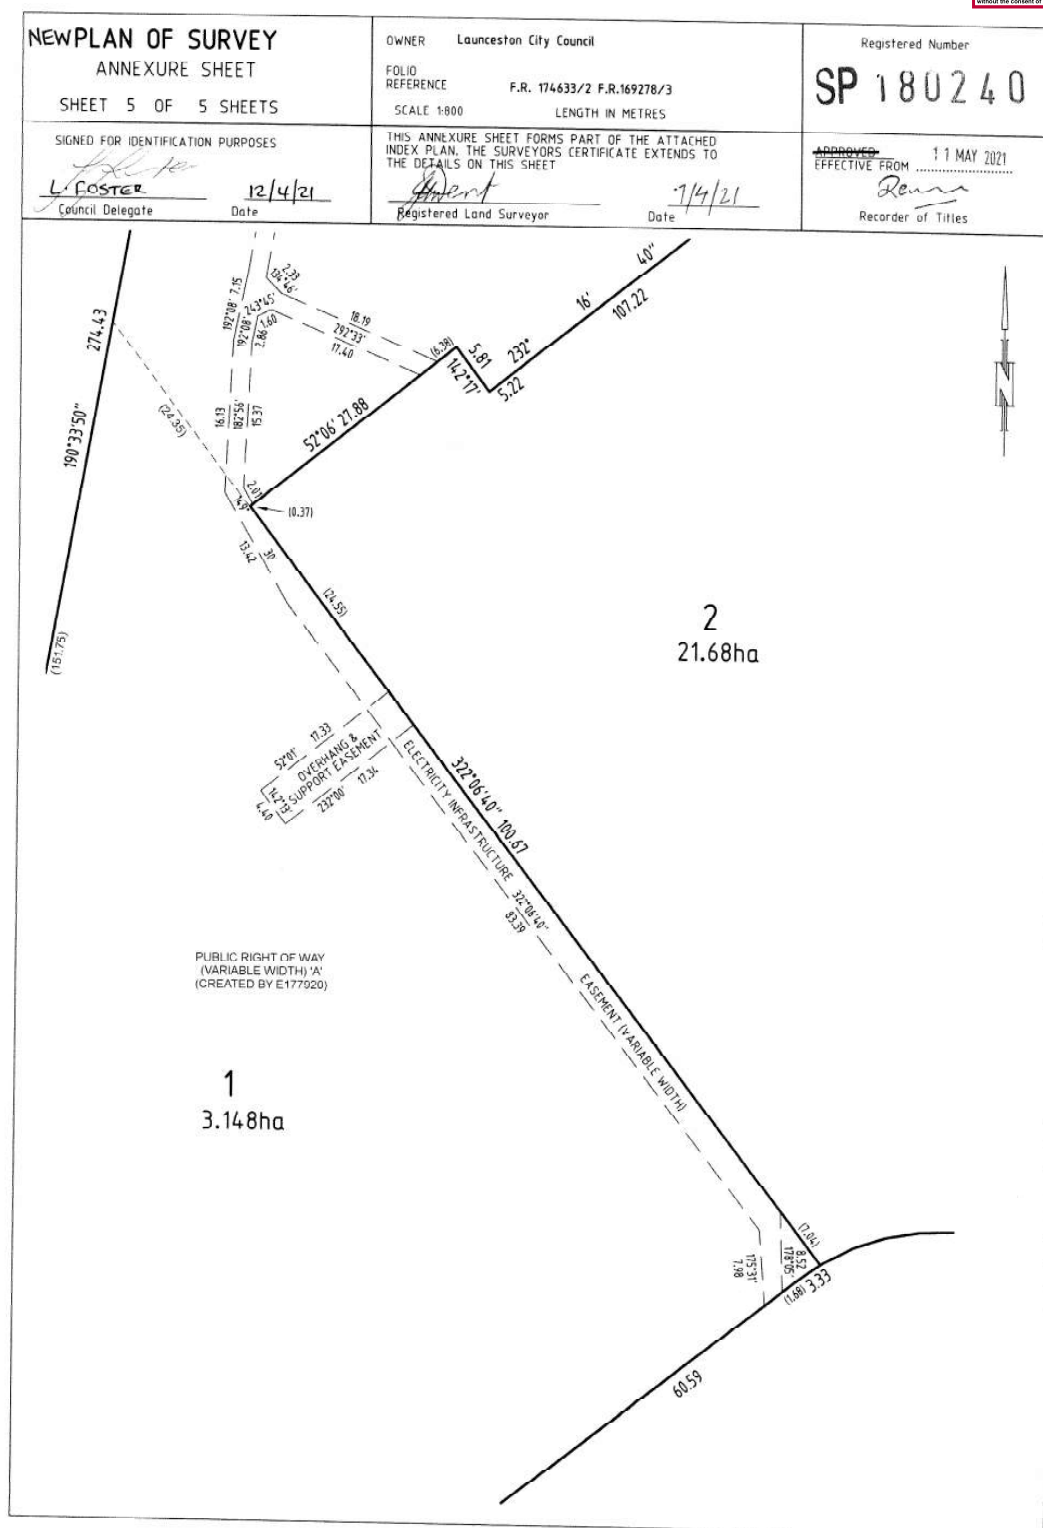 without the consent of
NEW PLAN OF SURVEY
ANNEXURE SHEET
SHEET 5 OF 5 SHEETS
OWNER Launceston City Council
FOLIO
REFERENCE F.R. 174633/2 F.R.169278/3
SCALE 1:800 LENGTH IN METRES
Registered Number
SP 180240
SIGNED FOR IDENTIFICATION PURPOSES
L. FOSTER 12/4/21
Council Delegate Date
THIS ANNEXURE SHEET FORMS PART OF THE ATTACHED
INDEX PLAN. THE SURVEYORS CERTIFICATE EXTENDS TO
THE DETAILS ON THIS SHEET
7/4/21
Registered Land Surveyor Date
APPROVED
EFFECTIVE FROM 11 MAY 2021
Recorder of Titles
274.43
190°33'50"
(151.75)
(24.35)
192°08' 7.15
192°08'
243°45'
2.86 1.60
2.33
134°46'
18.19
292°33'
17.40
(6.38)
5.81
142°17'
232°
5.22
16'
40"
107.22
52°06' 27.88
16.13
182°56'
15.37
2.01
149°
30'
13.42
(0.37)
(24.55)
N
2
21.68ha
52°01' 17.33
OVERHANG &
SUPPORT EASEMENT
142°13'
4.40
232°00' 17.34
322°06'40" 100.67
ELECTRICITY INFRASTRUCTURE
322°06'40"
83.39
EASEMENT (VARIABLE WIDTH)
PUBLIC RIGHT OF WAY
(VARIABLE WIDTH) 'A'
(CREATED BY E177920)
1
3.148ha
(7.04)
8.52
178°05'
175°31'
7.98
(1.68) 3.33
60.59